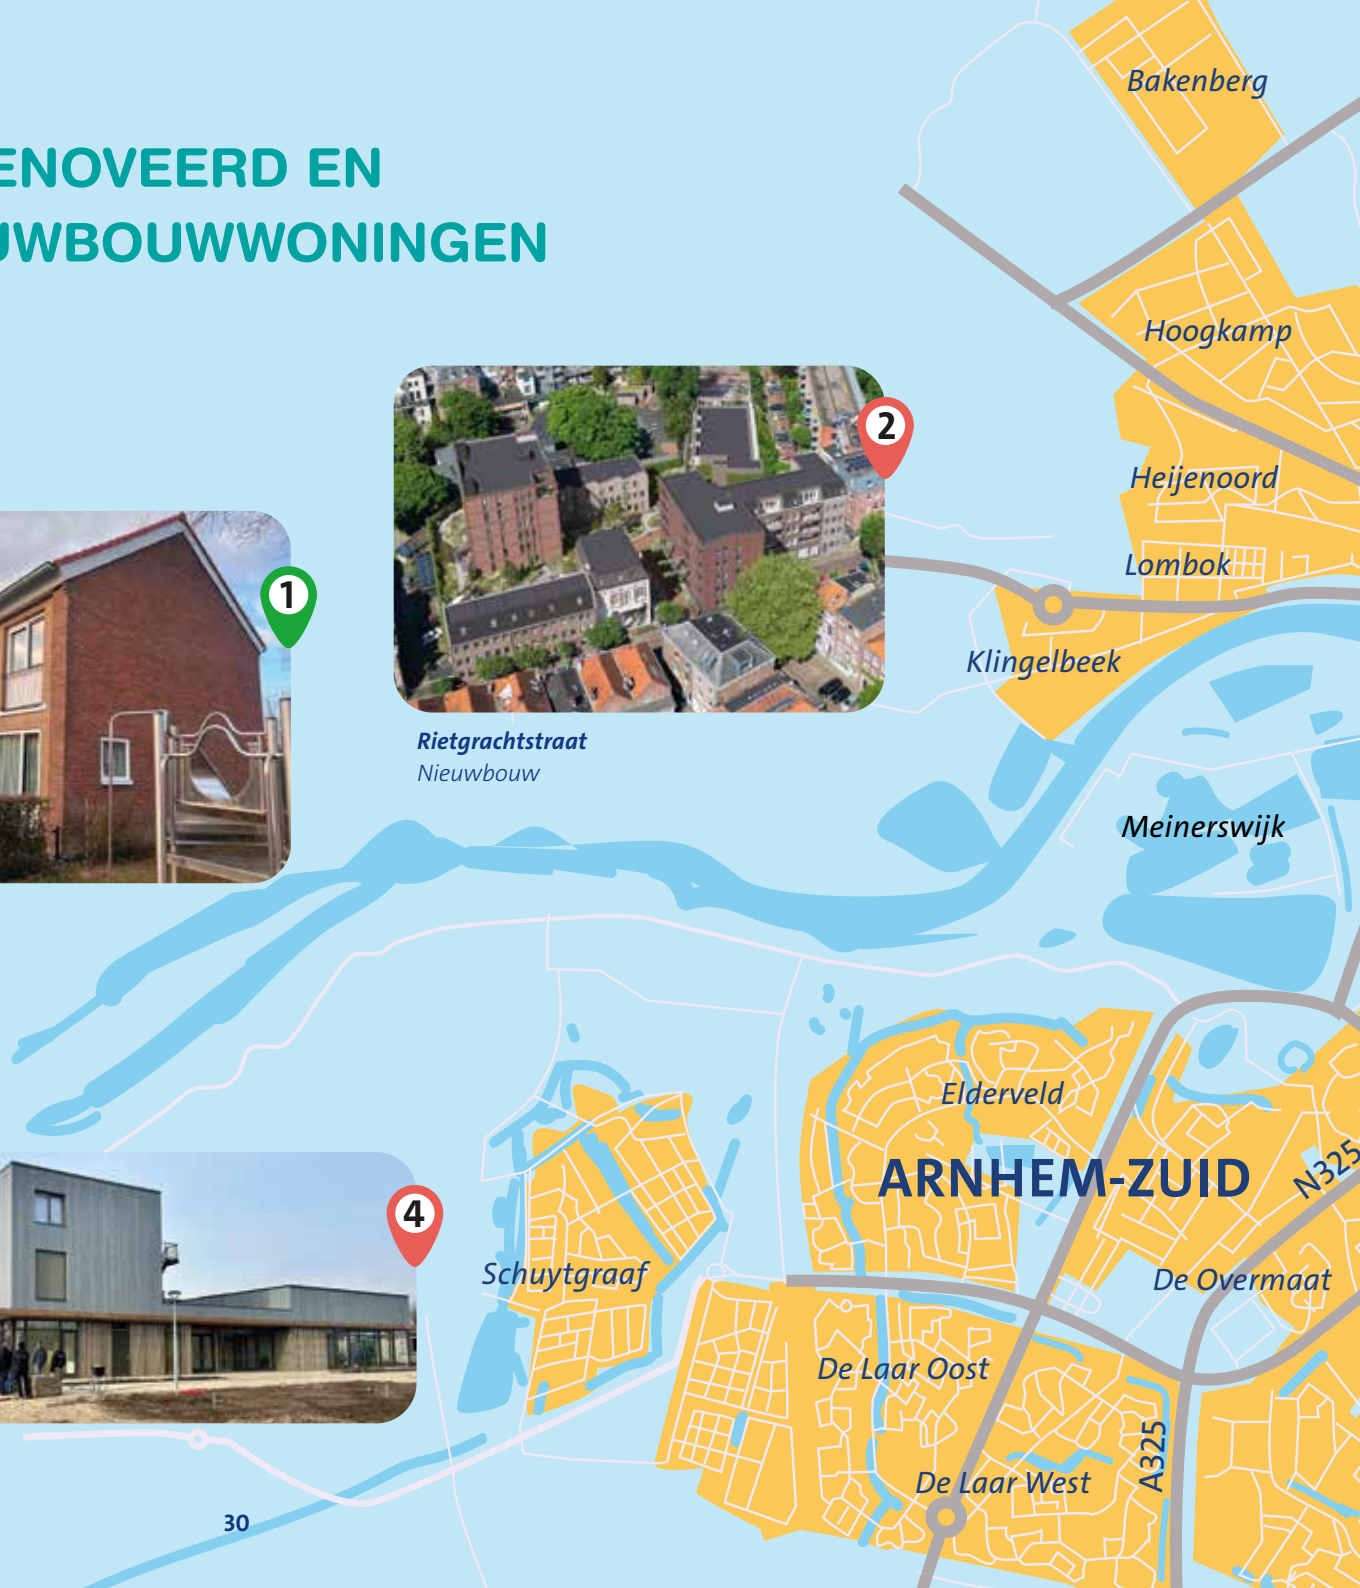 ENOVEERD EN
UWBOUWWONINGEN
Bakenberg
Hoogkamp
2
Heijenoord
Lombok
1
Klingelbeek
Rietgrachtstraat
Nieuwbouw
Meinerswijk
Elderveld
ARNHEM-ZUID
N325
4
Schuytgraaf
De Overmaat
De Laar Oost
A325
De Laar West
30